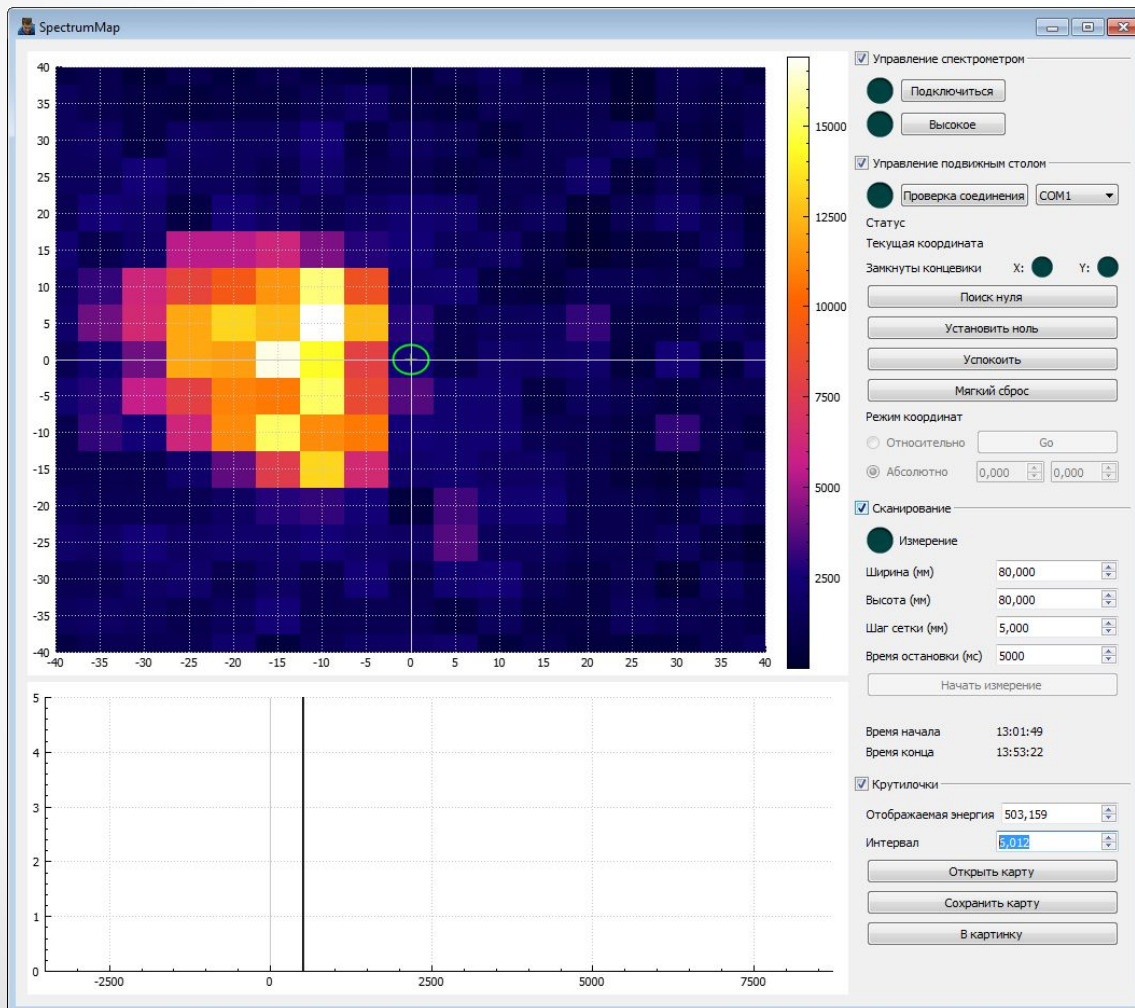 SpectrumMap
40
35
30
25
20
15
10
5
0
-5
-10
-15
-20
-25
-30
-35
-40
-40 -35 -30 -25 -20 -15 -10 -5 0 5 10 15 20 25 30 35 40
15000
12500
10000
7500
5000
2500
5
4
3
2
1
0
-2500 0 2500 5000 7500
Управление спектрометром
Подключиться
Высокое
Управление подвижным столом
Проверка соединения COM1
Статус
Текущая координата
Замкнуты концевики X: Y:
Поиск нуля
Установить ноль
Успокоить
Мягкий сброс
Режим координат
Относительно Go
Абсолютно 0,000 0,000
Сканирование
Измерение
Ширина (мм) 80,000
Высота (мм) 80,000
Шаг сетки (мм) 5,000
Время остановки (мс) 5000
Начать измерение
Время начала 13:01:49
Время конца 13:53:22
Крутилочки
Отображаемая энергия 503,159
Интервал 5,012
Открыть карту
Сохранить карту
В картинку